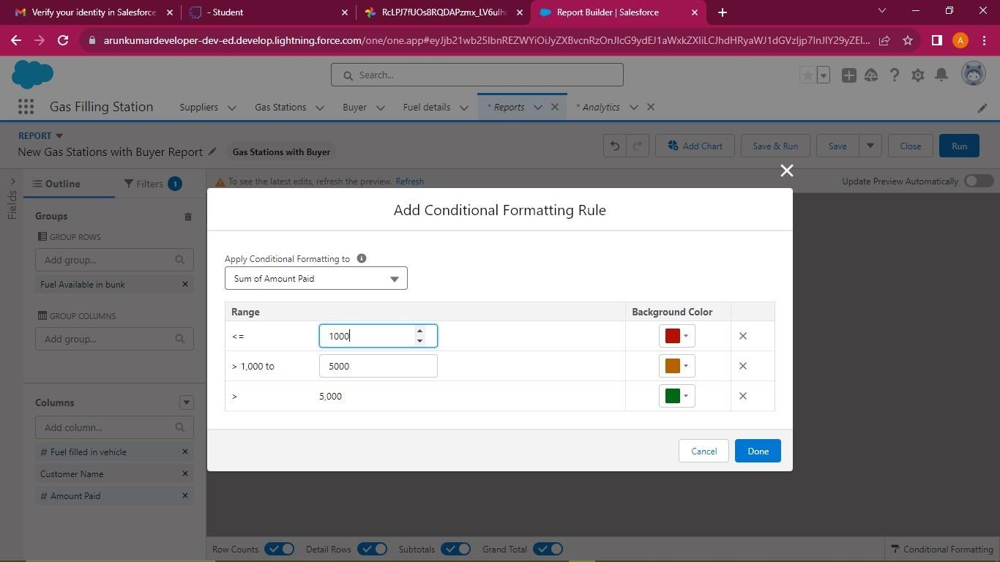 Verify your identity in Salesforce
- Student
RcLPJ7fUOs8RQDAPzmx_LV6ulh
Report Builder | Salesforce
arunkumardeveloper-dev-ed.develop.lightning.force.com/one/one.app#eyJjb21wb25lbnREZWYiOiJyZXBvcnRzOnJlcG9ydEJ1aWxkZXIiLCJhdHRyaWJ1dGVzIjp7InJlY29yZEl...
A
Search...
Gas Filling Station
Suppliers
Gas Stations
Buyer
Fuel details
* Reports
* Analytics
REPORT
New Gas Stations with Buyer Report
Gas Stations with Buyer
Add Chart
Save & Run
Save
Close
Run
Fields
Outline
Filters 1
To see the latest edits, refresh the preview. Refresh
Update Preview Automatically
Groups
GROUP ROWS
Add group...
Fuel Available in bunk
GROUP COLUMNS
Add group...
Columns
Add column...
# Fuel filled in vehicle
Customer Name
# Amount Paid
Add Conditional Formatting Rule
Apply Conditional Formatting to
Sum of Amount Paid
Range Background Color
<= 1000
> 1,000 to 5000
> 5,000
Cancel
Done
Row Counts
Detail Rows
Subtotals
Grand Total
Conditional Formatting